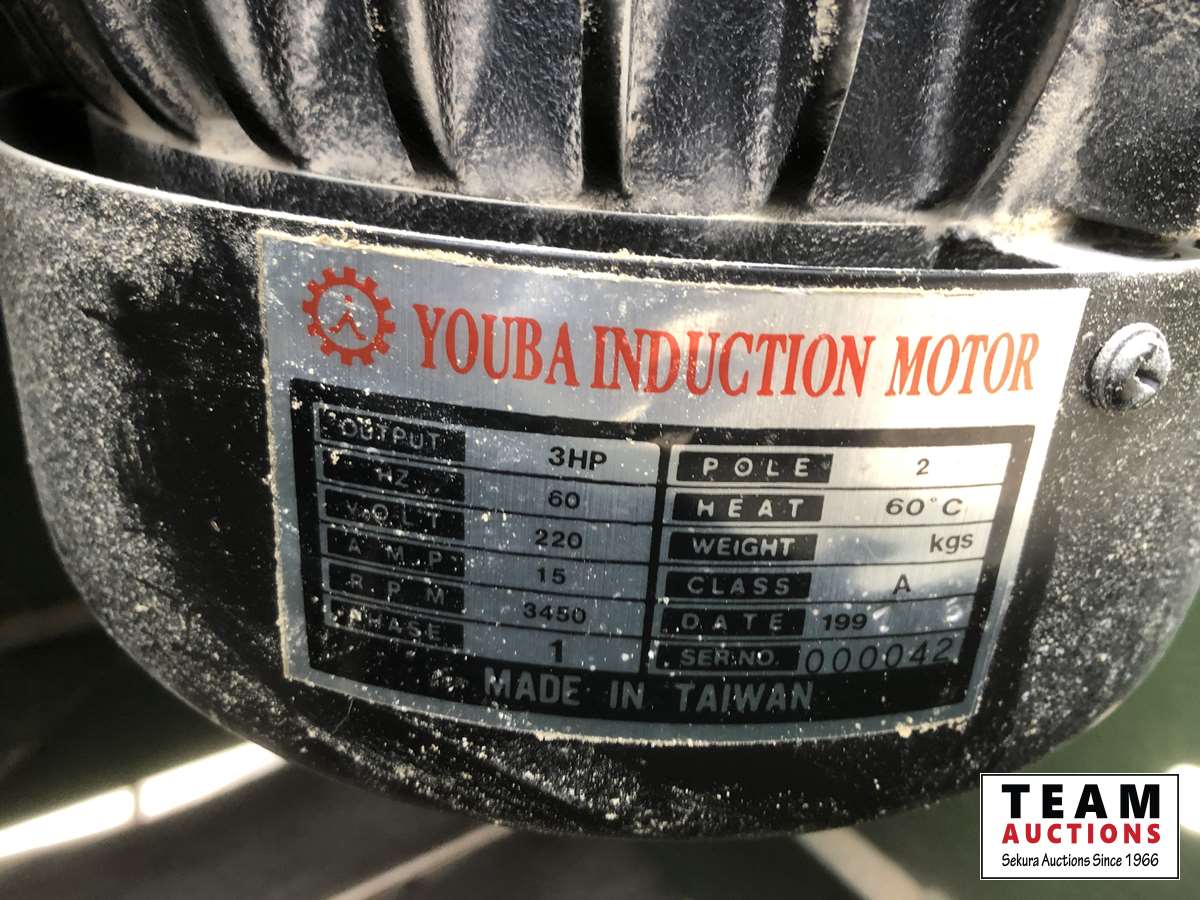 YOUBA INDUCTION MOTOR
OUTPUT 3HP
HZ 60
VOLT 220
AMP 15
RPM 3450
PHASE 1
POLE 2
HEAT 60°C
WEIGHT kgs
CLASS A
DATE 199
SER.NO. 000042
MADE IN TAIWAN
TEAM
AUCTIONS
Sekura Auctions Since 1966